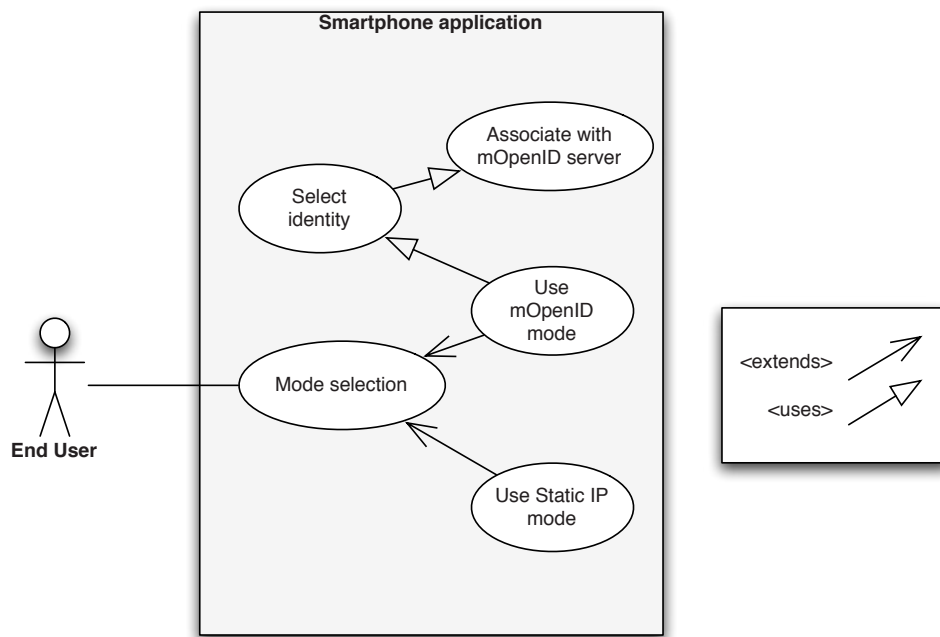 Smartphone application
Associate with
mOpenID server
Select
identity
Use
mOpenID
mode
Mode selection
End User
Use Static IP
mode
<extends>
<uses>